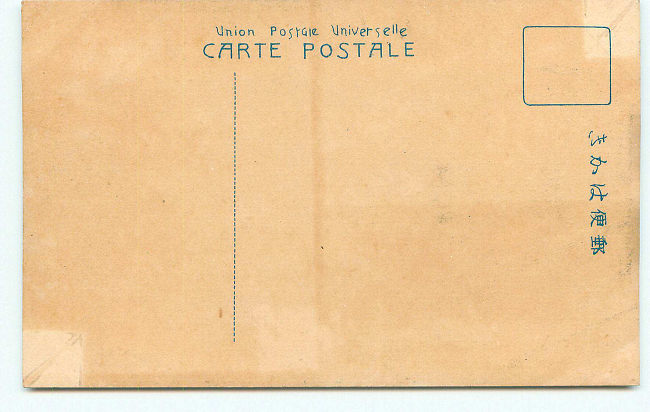 Union Postale Universelle
CARTE POSTALE
きかは便郵